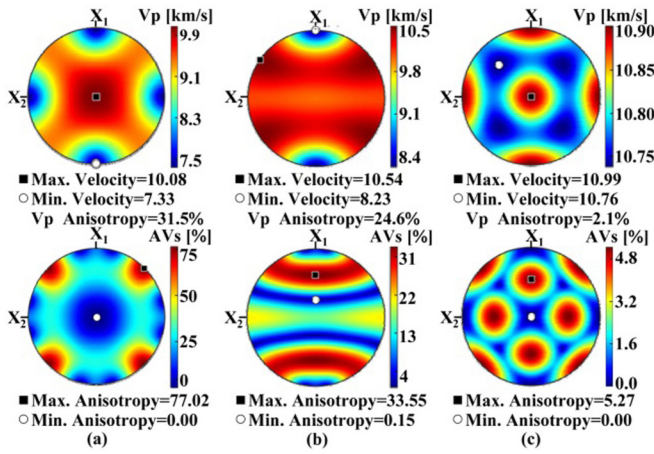 X1 Vp [km/s]
9.9
9.1
8.3
7.5
X2
■ Max. Velocity=10.08
○ Min. Velocity=7.33
Vp Anisotropy=31.5%
X1 Vp [km/s]
10.5
9.8
9.1
8.4
■ Max. Velocity=10.54
○ Min. Velocity=8.23
Vp Anisotropy=24.6%
X1 Vp [km/s]
10.90
10.85
10.80
10.74
X2
■ Max. Velocity=10.99
○ Min. Velocity=10.76
Vp Anisotropy=2.1%
X1 AVs [%]
75
50
25
0
X2
■ Max. Anisotropy=77.02
○ Min. Anisotropy=0.00
(a)
X1 AVs [%]
31
22
13
4
■ Max. Anisotropy=33.55
○ Min. Anisotropy=0.15
(b)
X1 AVs [%]
4.8
3.2
1.6
0.0
X2
■ Max. Anisotropy=5.27
○ Min. Anisotropy=0.00
(c)